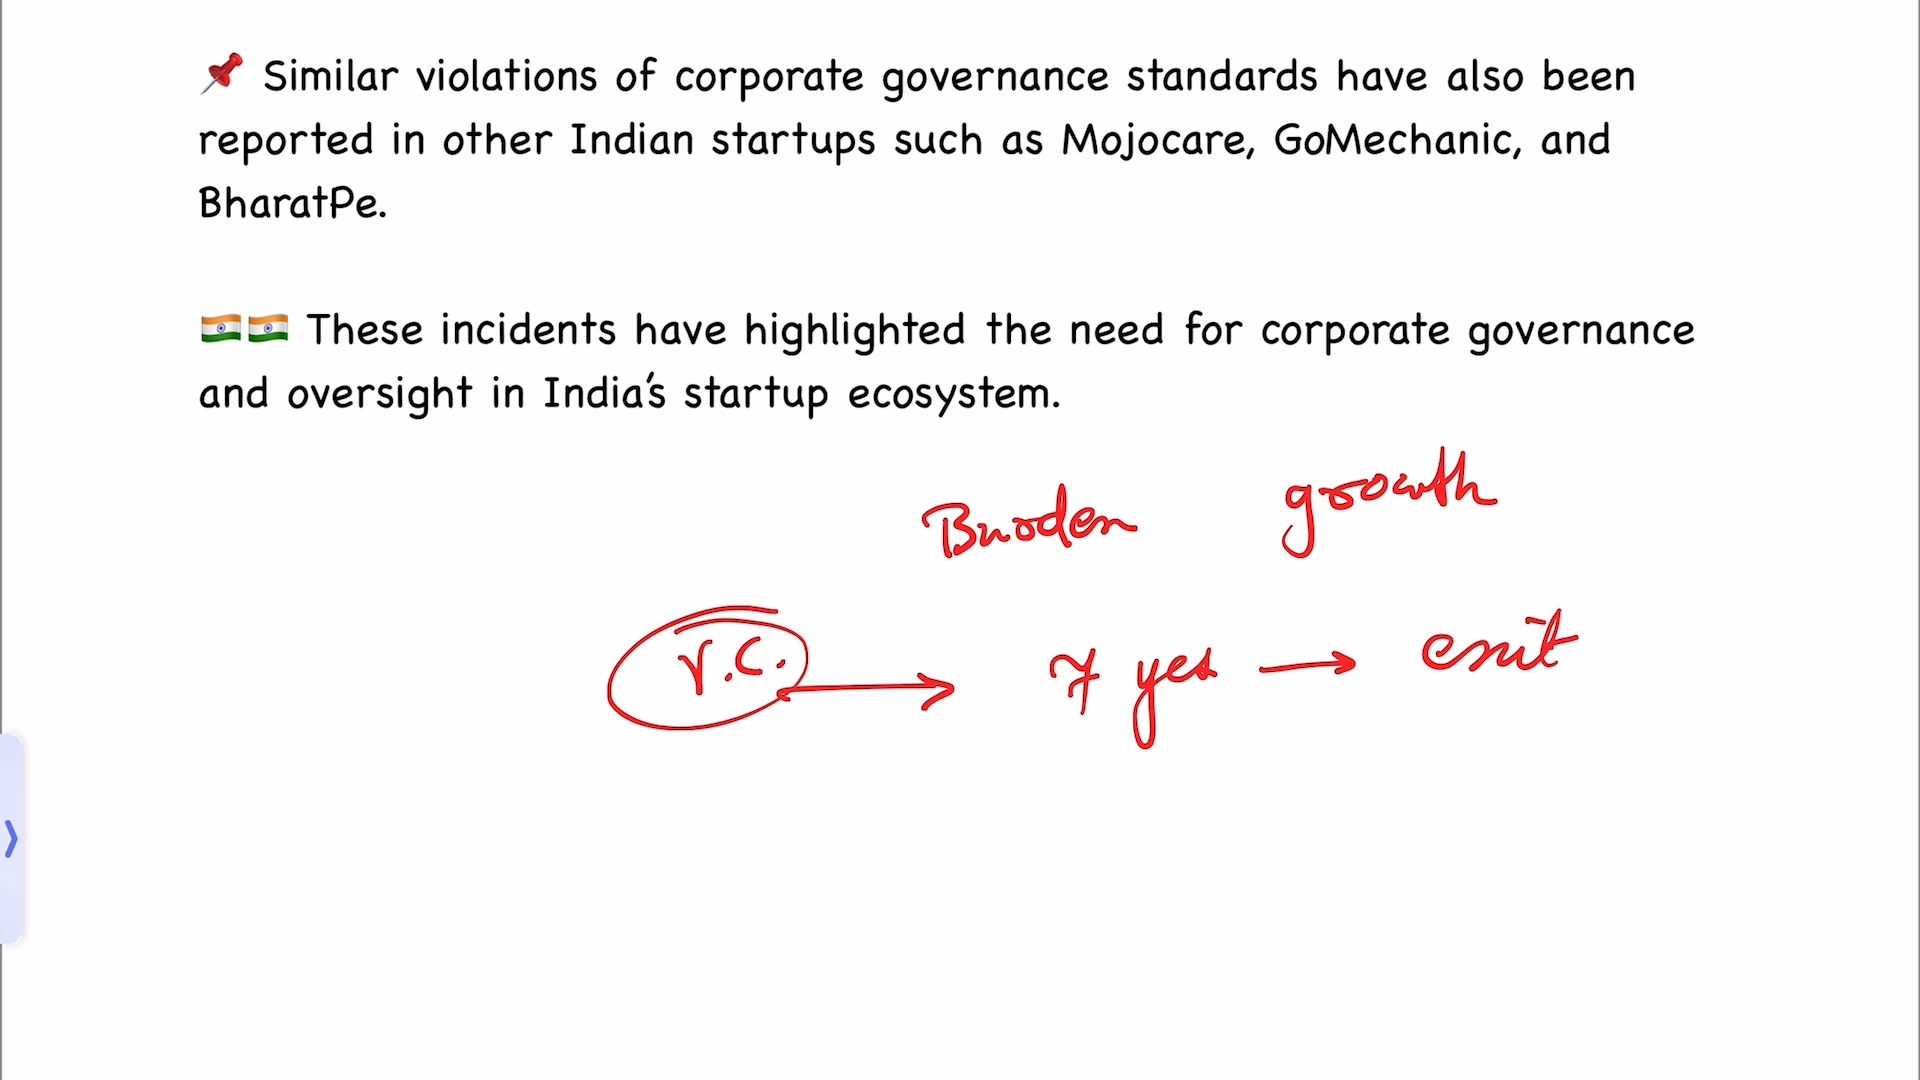 📌 Similar violations of corporate governance standards have also been
reported in other Indian startups such as Mojocare, GoMechanic, and
BharatPe.
🇮🇳🇮🇳 These incidents have highlighted the need for corporate governance
and oversight in India's startup ecosystem.
Burden growth
V.C. → 7 yrs → exit